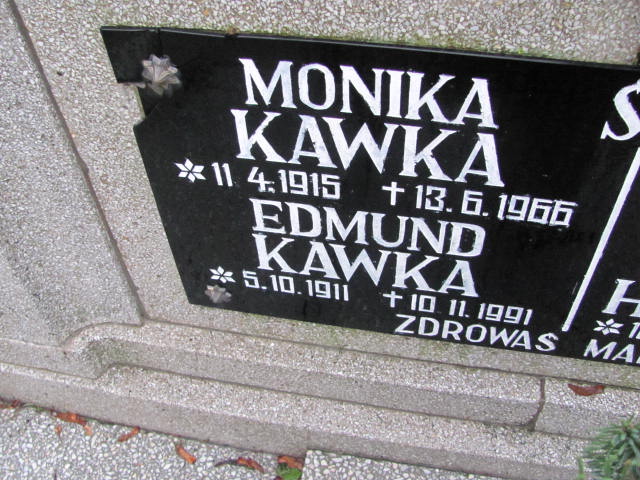 MONIKA
KAWKA
* 11.4.1915 +13.6.1966
EDMUND
KAWKA
* 5.10.1911 +10.11.1991
ZDROWAS